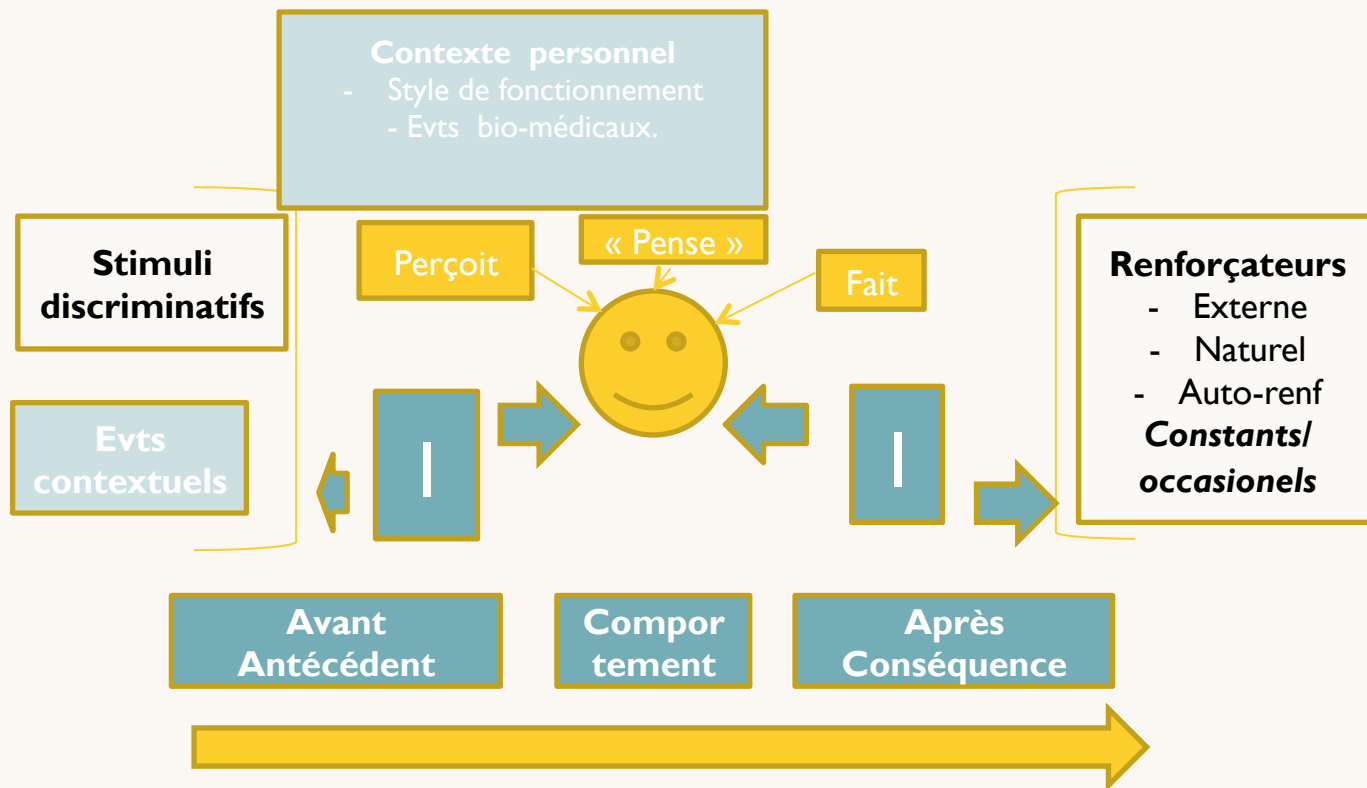 Contexte personnel
- Style de fonctionnement
- Evts bio-médicaux.
Stimuli
discriminatifs
Perçoit
« Pense »
Fait
Renforçateurs
- Externe
- Naturel
- Auto-renf
Constants/
occasionels
Evts
contextuels
I
I
Avant
Antécédent
Compor
tement
Après
Conséquence